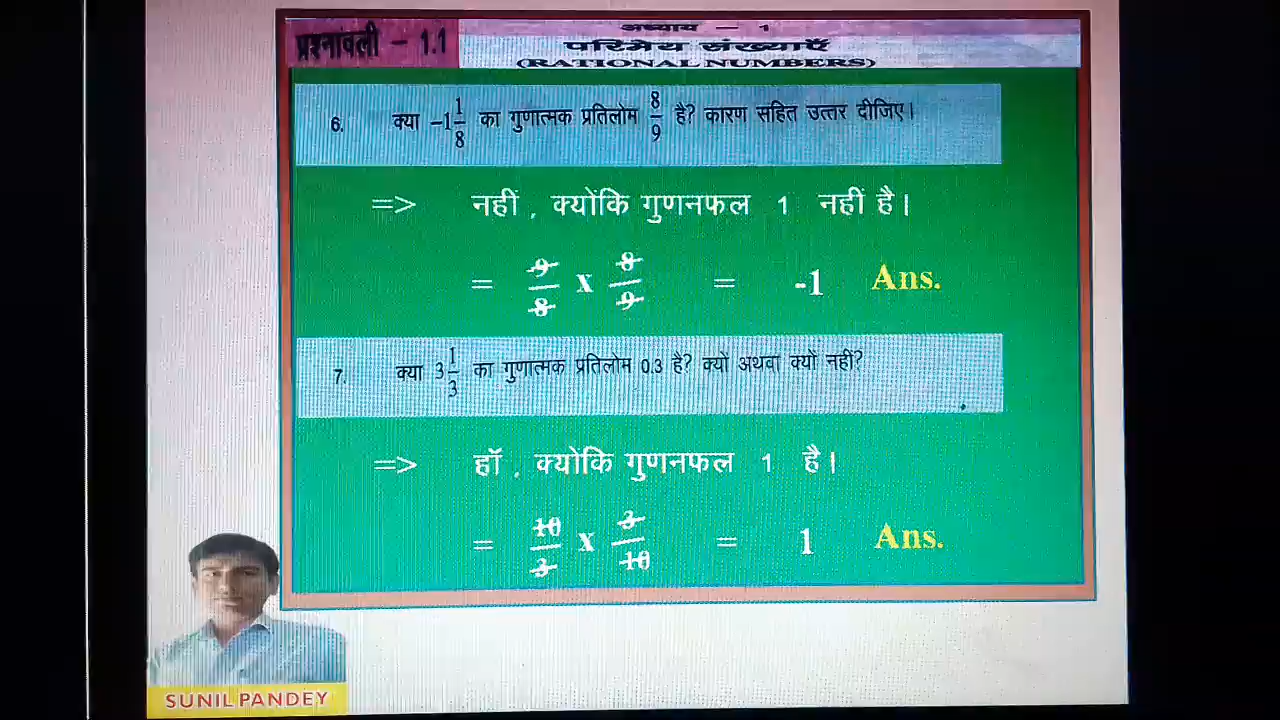 प्रश्नावली – 1.1
अध्याय – 1
परिमेय संख्याएँ
(RATIONAL NUMBERS)
6. क्या -1 1/8 का गुणात्मक प्रतिलोम 8/9 है? कारण सहित उत्तर दीजिए।
=> नहीं , क्योंकि गुणनफल 1 नहीं है।
= 9/8 x 8/9 = -1 Ans.
7. क्या 3 1/3 का गुणात्मक प्रतिलोम 0.3 है? क्यों अथवा क्यों नहीं?
=> हॉ , क्योकि गुणनफल 1 है।
= 10/3 x 3/10 = 1 Ans.
SUNIL PANDEY